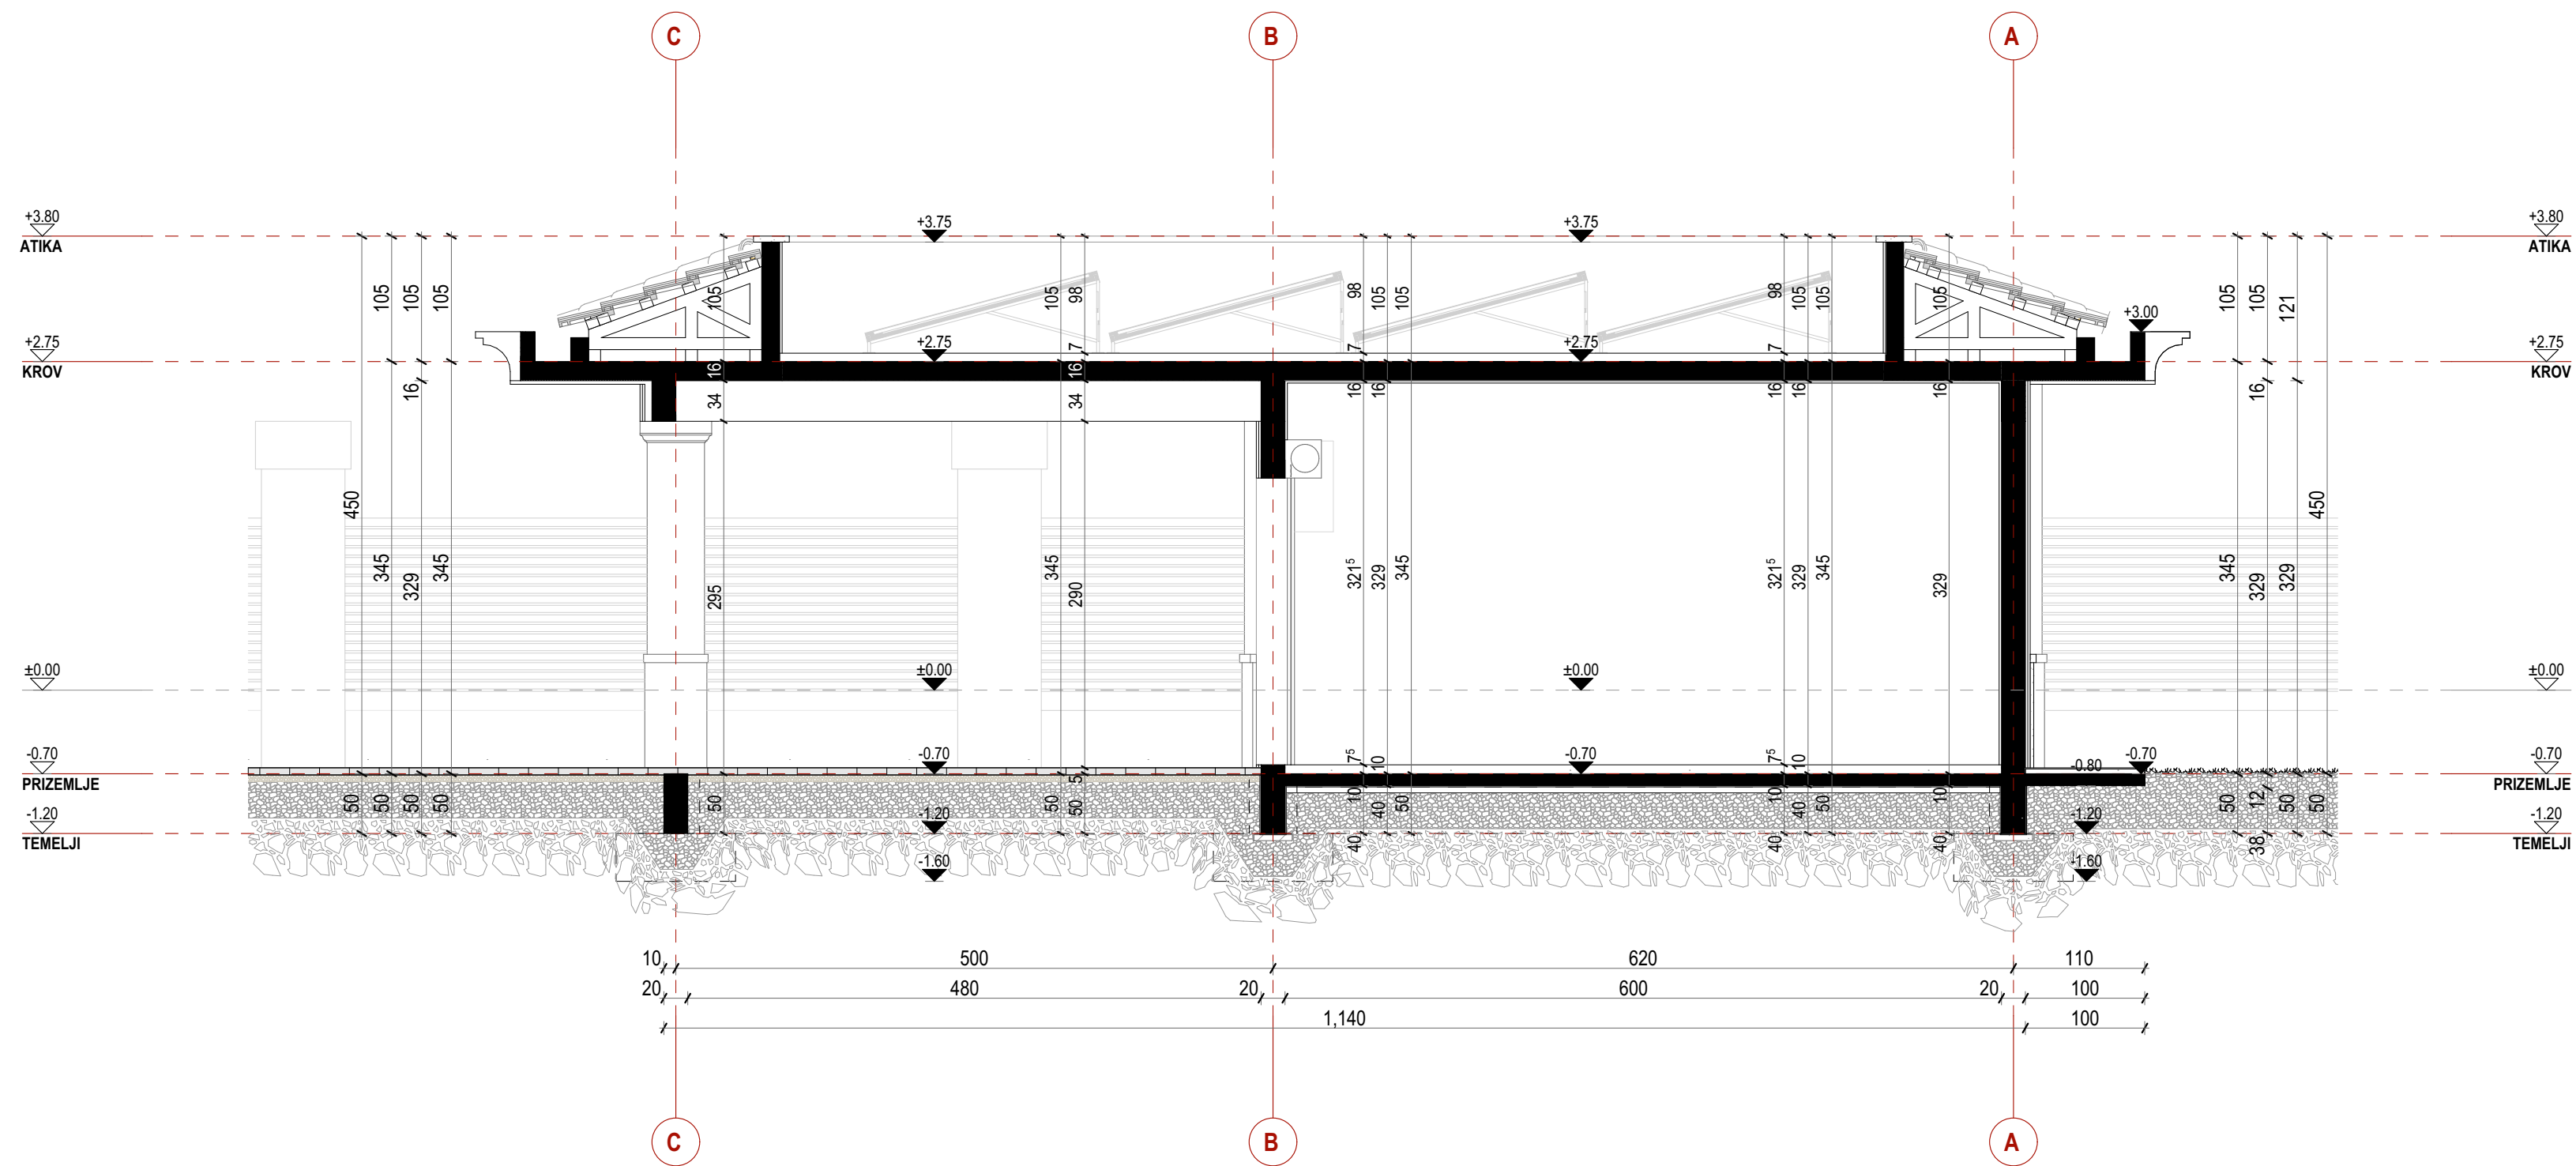 C B A
+3.80 +3.75 +3.75 +3.80
ATIKA ATIKA
105 105 105 105 105 98 98 105 105 98 105 105 105 105 105 121
+3.00
+2.75 +2.75 +2.75 +2.75
KROV KROV
7 7 7
16 16 16 16 16 16 16 16 16
34 34
450 345 329 345 295 345 290 321⁵ 329 345 321⁵ 329 345 329 345 329 329 450
±0.00 ±0.00 ±0.00 ±0.00
-0.70 -0.70 -0.70 -0.70 -0.70
7⁵ 10 7⁵ 10
-0.80
PRIZEMLJE PRIZEMLJE
5
50 50 50 50 50 50 50 10 40 50 10 40 50 10 50 12 50 50
-1.20 -1.20 -1.20 -1.20
TEMELJI TEMELJI
40 40 40 38
-1.60 -1.60
10 500 620 110
20 480 20 600 20 100
1,140 100
C B A